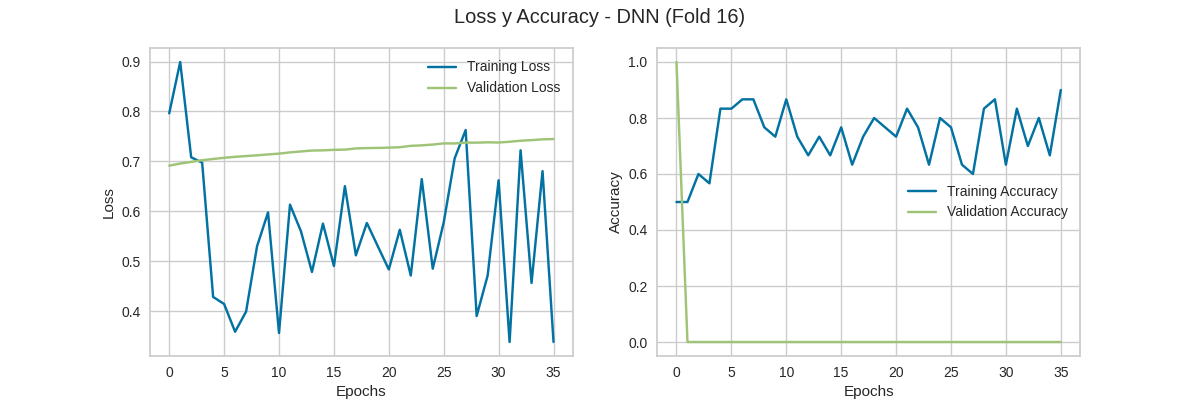 Loss y Accuracy - DNN (Fold 16)
0.9
0.8
0.7
0.6
0.5
0.4
Loss
Training Loss
Validation Loss
0 5 10 15 20 25 30 35
Epochs
1.0
0.8
0.6
0.4
0.2
0.0
Accuracy
Training Accuracy
Validation Accuracy
0 5 10 15 20 25 30 35
Epochs